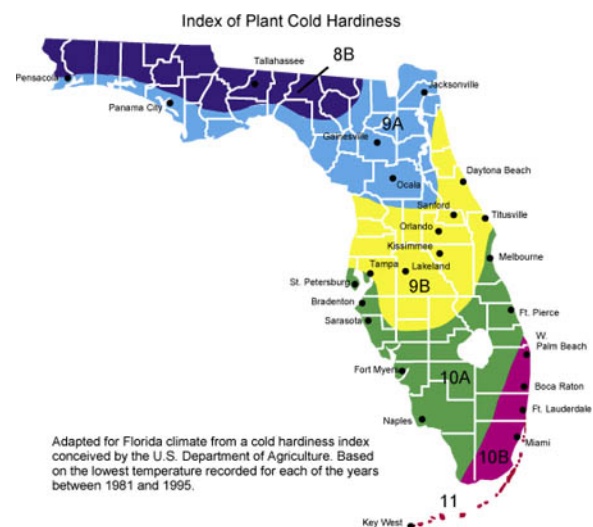 Index of Plant Cold Hardiness
Tallahassee
8B
Pensacola
Jacksonville
Panama City
9A
Gainesville
Daytona Beach
Ocala
Sanford
Titusville
Orlando
Kissimmee
Melbourne
Tampa
Lakeland
St. Petersburg
9B
Bradenton
Ft. Pierce
Sarasota
W.
Palm Beach
Fort Myers
10A
Boca Raton
Ft. Lauderdale
Naples
Miami
10B
Adapted for Florida climate from a cold hardiness index
conceived by the U.S. Department of Agriculture. Based
on the lowest temperature recorded for each of the years
between 1981 and 1995.
11
Key West